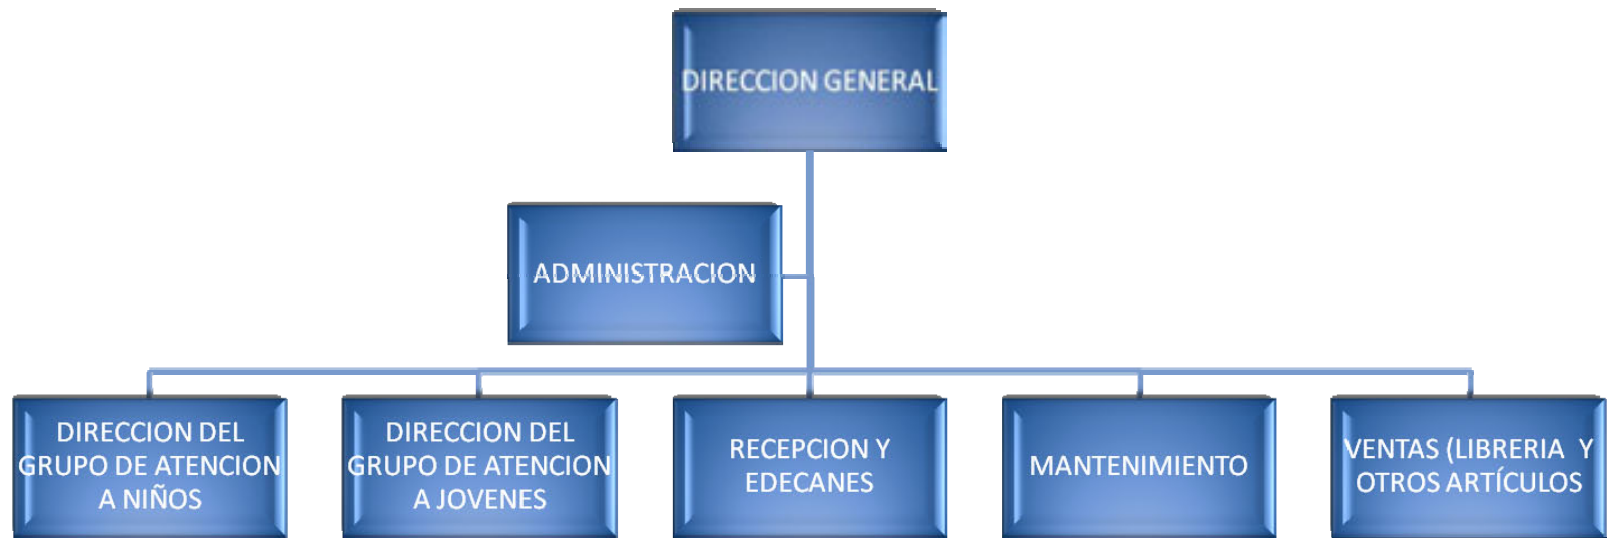 DIRECCION GENERAL
ADMINISTRACION
DIRECCION DEL
GRUPO DE ATENCION
A NIÑOS
DIRECCION DEL
GRUPO DE ATENCION
A JOVENES
RECEPCION Y
EDECANES
MANTENIMIENTO
VENTAS (LIBRERIA Y
OTROS ARTÍCULOS